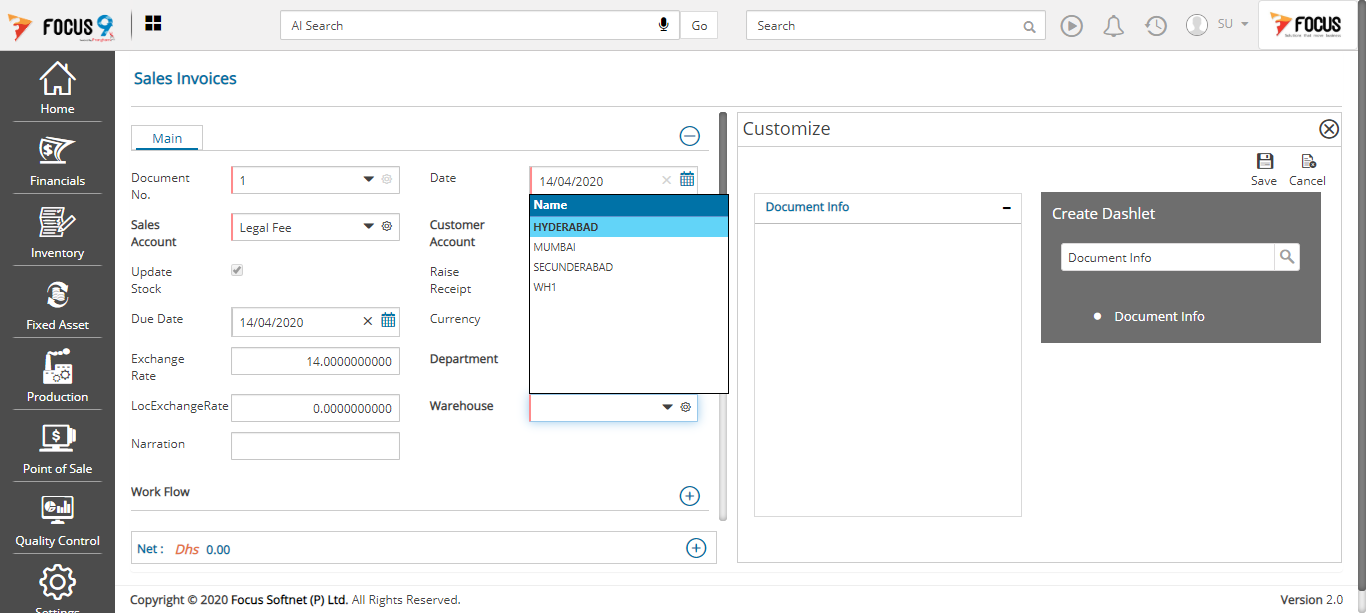 FOCUS 9
AI Search
Go
Search
SU
FOCUS
Home
Financials
Inventory
Fixed Asset
Production
Point of Sale
Quality Control
Settings
Sales Invoices
Main
Document No.
1
Date
14/04/2020
Sales Account
Legal Fee
Customer Account
Update Stock
Raise Receipt
Due Date
14/04/2020
Currency
Exchange Rate
14.0000000000
Department
LocExchangeRate
0.0000000000
Warehouse
Narration
Name
HYDERABAD
MUMBAI
SECUNDERABAD
WH1
Work Flow
Net : Dhs 0.00
Customize
Save
Cancel
Document Info
Create Dashlet
Document Info
Document Info
Copyright © 2020 Focus Softnet (P) Ltd. All Rights Reserved.
Version 2.0